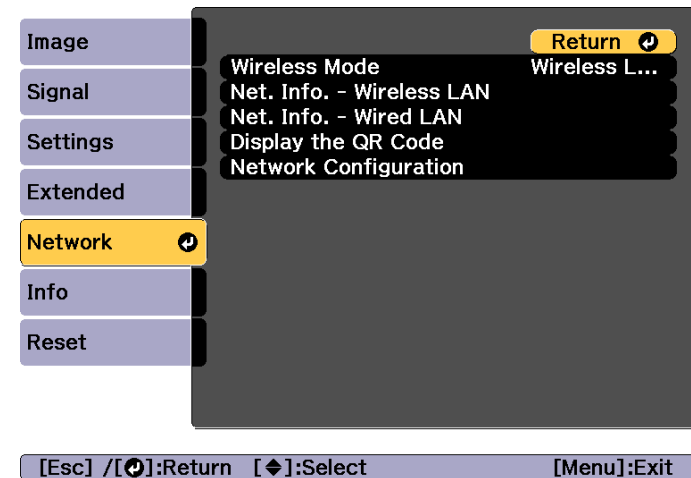 Image
Signal
Settings
Extended
Network
Info
Reset
Return
Wireless Mode Wireless L...
Net. Info. - Wireless LAN
Net. Info. - Wired LAN
Display the QR Code
Network Configuration
[Esc] /[ ]:Return [ ]:Select [Menu]:Exit